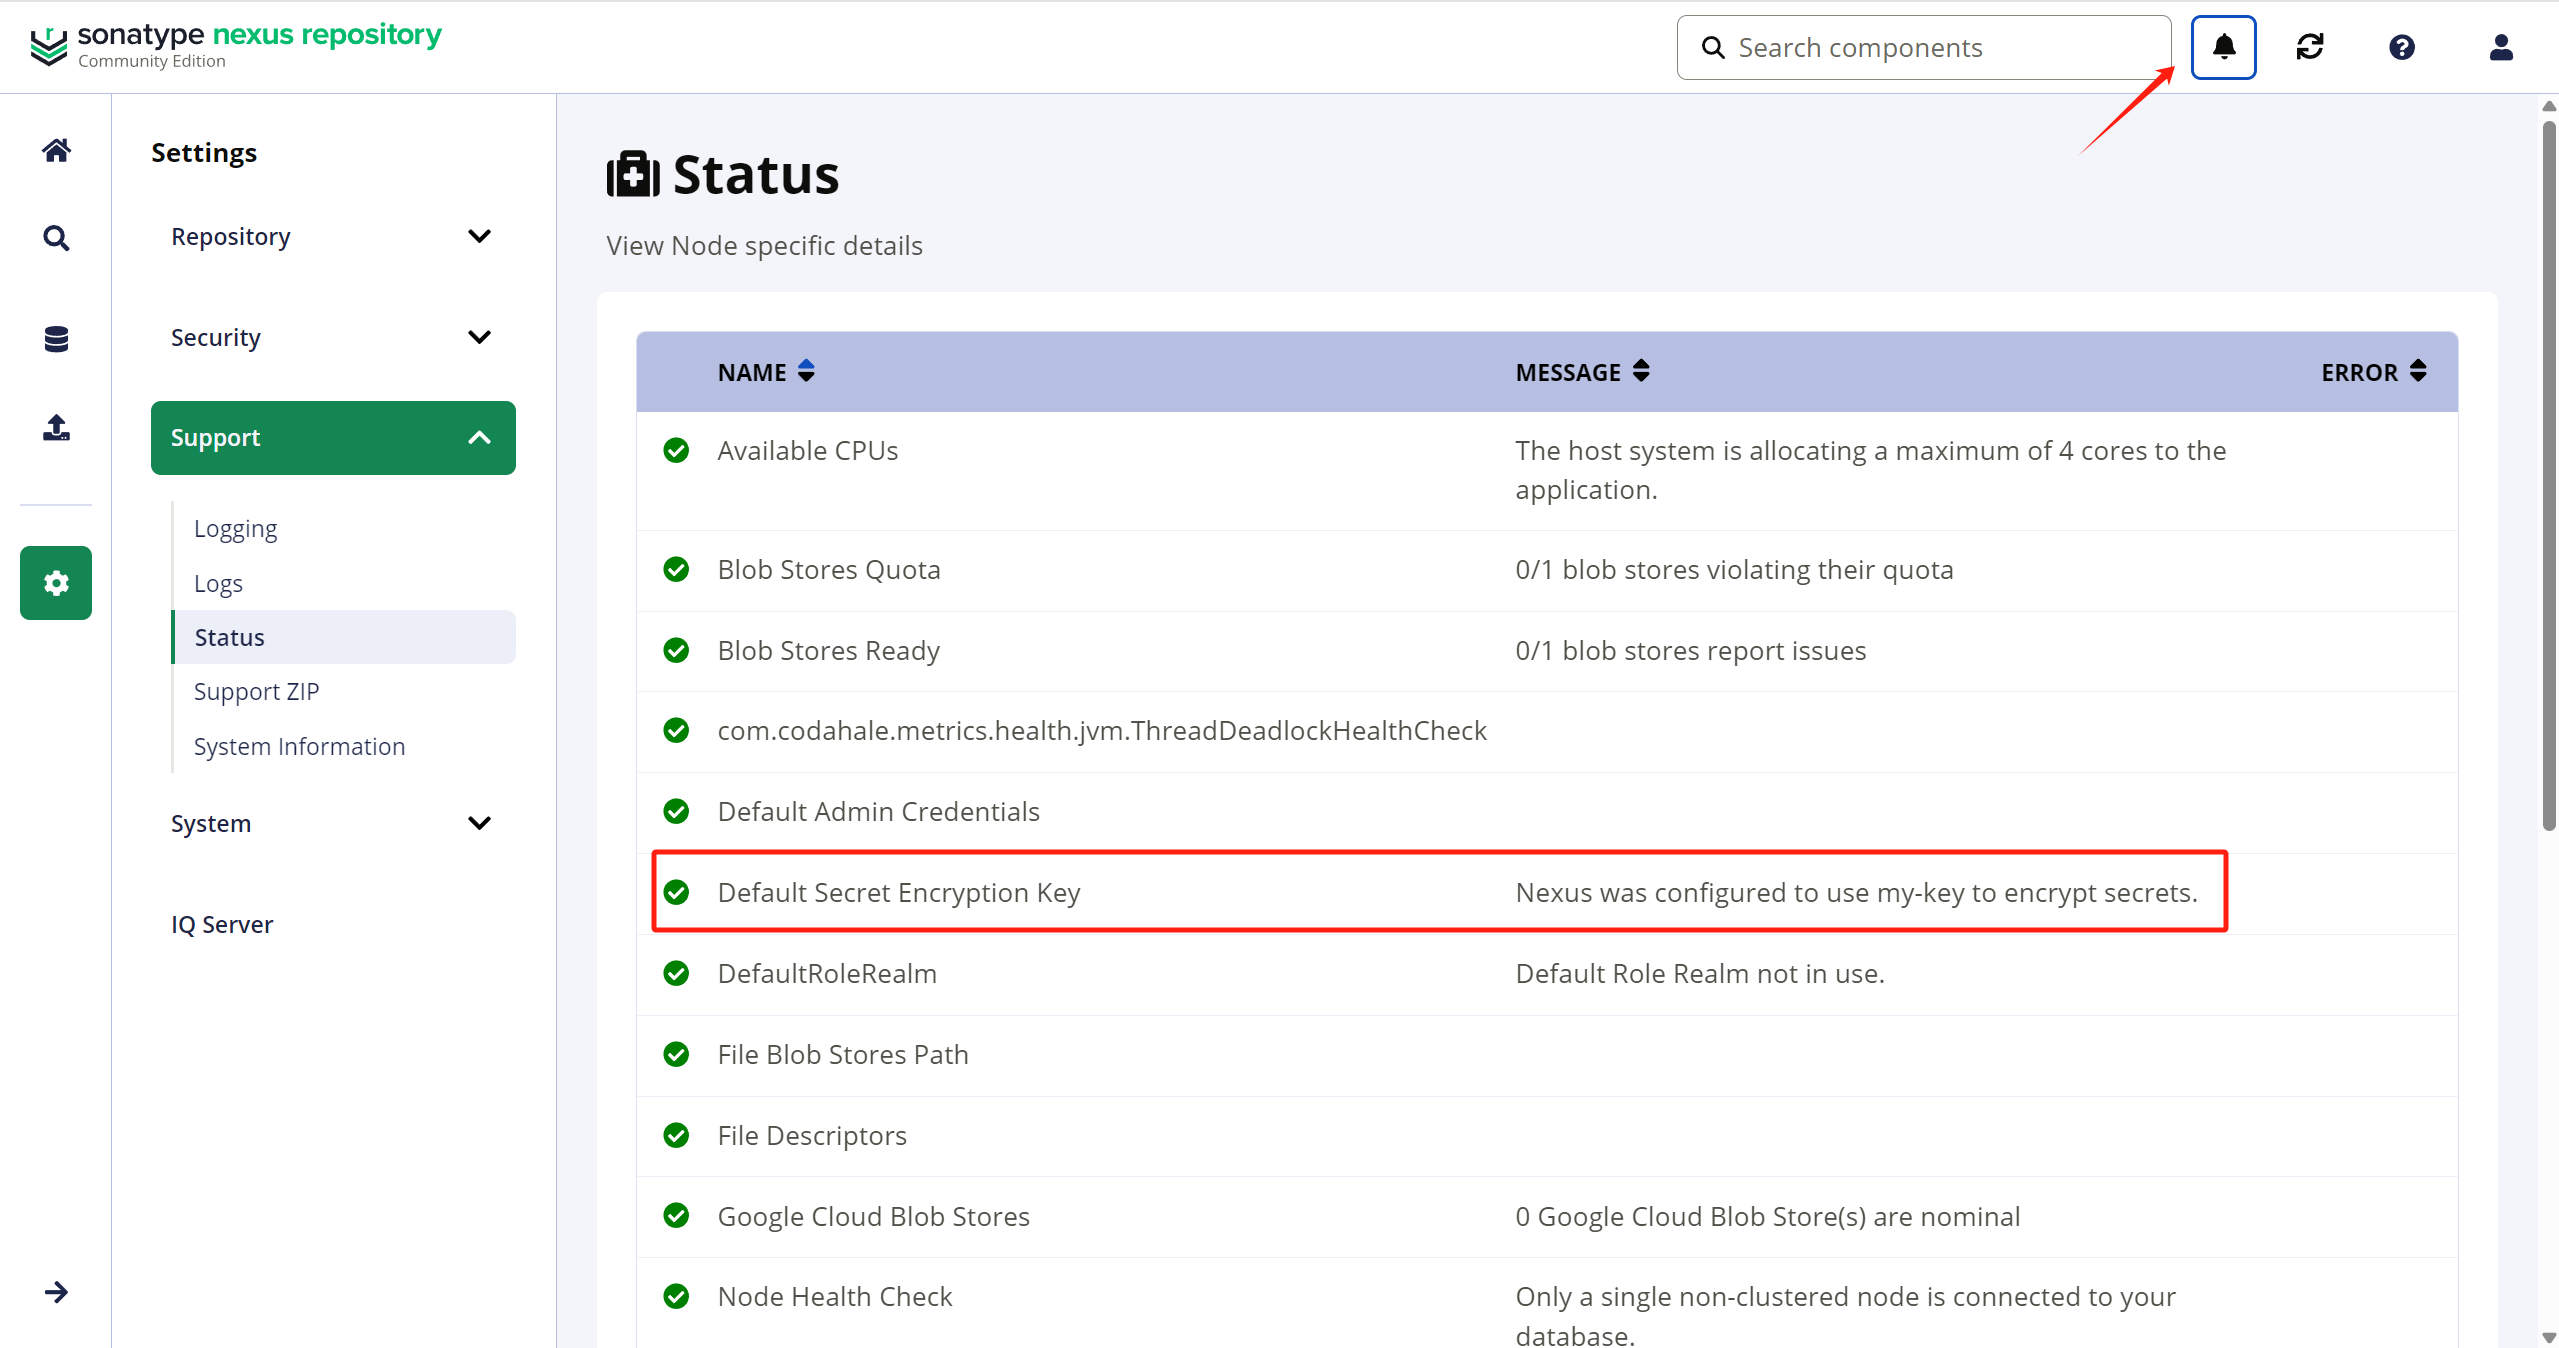 sonatype nexus repository
Community Edition
Search components
Settings
Repository
Security
Support
Logging
Logs
Status
Support ZIP
System Information
System
IQ Server
Status
View Node specific details
NAME MESSAGE ERROR
Available CPUs The host system is allocating a maximum of 4 cores to the
application.
Blob Stores Quota 0/1 blob stores violating their quota
Blob Stores Ready 0/1 blob stores report issues
com.codahale.metrics.health.jvm.ThreadDeadlockHealthCheck
Default Admin Credentials
Default Secret Encryption Key Nexus was configured to use my-key to encrypt secrets.
DefaultRoleRealm Default Role Realm not in use.
File Blob Stores Path
File Descriptors
Google Cloud Blob Stores 0 Google Cloud Blob Store(s) are nominal
Node Health Check Only a single non-clustered node is connected to your
database.